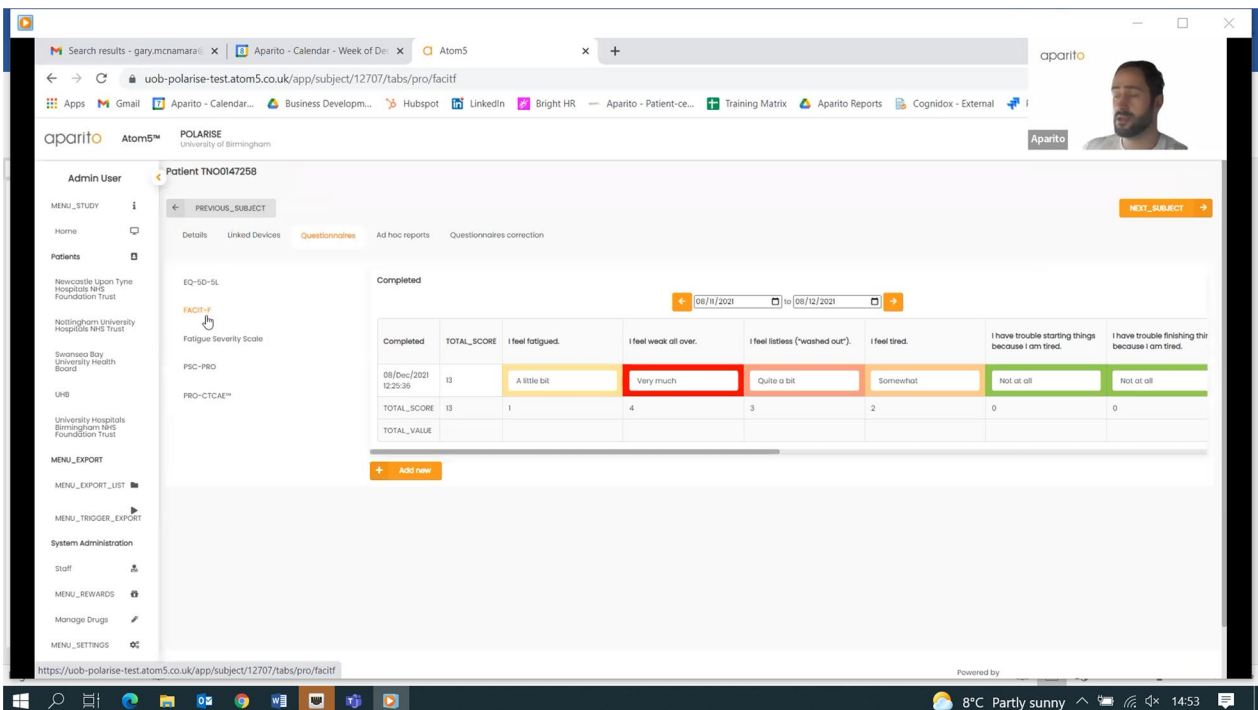 Search results - gary.mcnamara@
Aparito - Calendar - Week of Dec
Atom5
uob-polarise-test.atom5.co.uk/app/subject/12707/tabs/pro/facitf
Apps
Gmail
Aparito - Calendar...
Business Developm...
Hubspot
LinkedIn
Bright HR
Aparito - Patient-ce...
Training Matrix
Aparito Reports
Cognidox - External
aparito
aparito
Atom5™
POLARISE
University of Birmingham
Aparito
Admin User
Patient TNO0147258
MENU_STUDY
PREVIOUS_SUBJECT
NEXT_SUBJECT
Home
Details
Linked Devices
Questionnaires
Ad hoc reports
Questionnaires correction
Patients
Newcastle Upon Tyne
Hospitals NHS
Foundation Trust
Nottingham University
Hospitals NHS Trust
Swansea Bay
University Health
Board
UHB
University Hospitals
Birmingham NHS
Foundation Trust
MENU_EXPORT
MENU_EXPORT_LIST
MENU_TRIGGER_EXPORT
System Administration
Staff
MENU_REWARDS
Manage Drugs
MENU_SETTINGS
EQ-5D-5L
FACIT-F
Fatigue Severity Scale
PSC-PRO
PRO-CTCAE™
Completed
08/11/2021 to 08/12/2021
Completed
TOTAL_SCORE
I feel fatigued.
I feel weak all over.
I feel listless ("washed out").
I feel tired.
I have trouble starting things
because I am tired.
I have trouble finishing thin
because I am tired.
08/Dec/2021
12:25:36
13
A little bit
Very much
Quite a bit
Somewhat
Not at all
Not at all
TOTAL_SCORE 13 1 4 3 2 0 0
TOTAL_VALUE
Add new
https://uob-polarise-test.atom5.co.uk/app/subject/12707/tabs/pro/facitf
Powered by
8°C Partly sunny
14:53